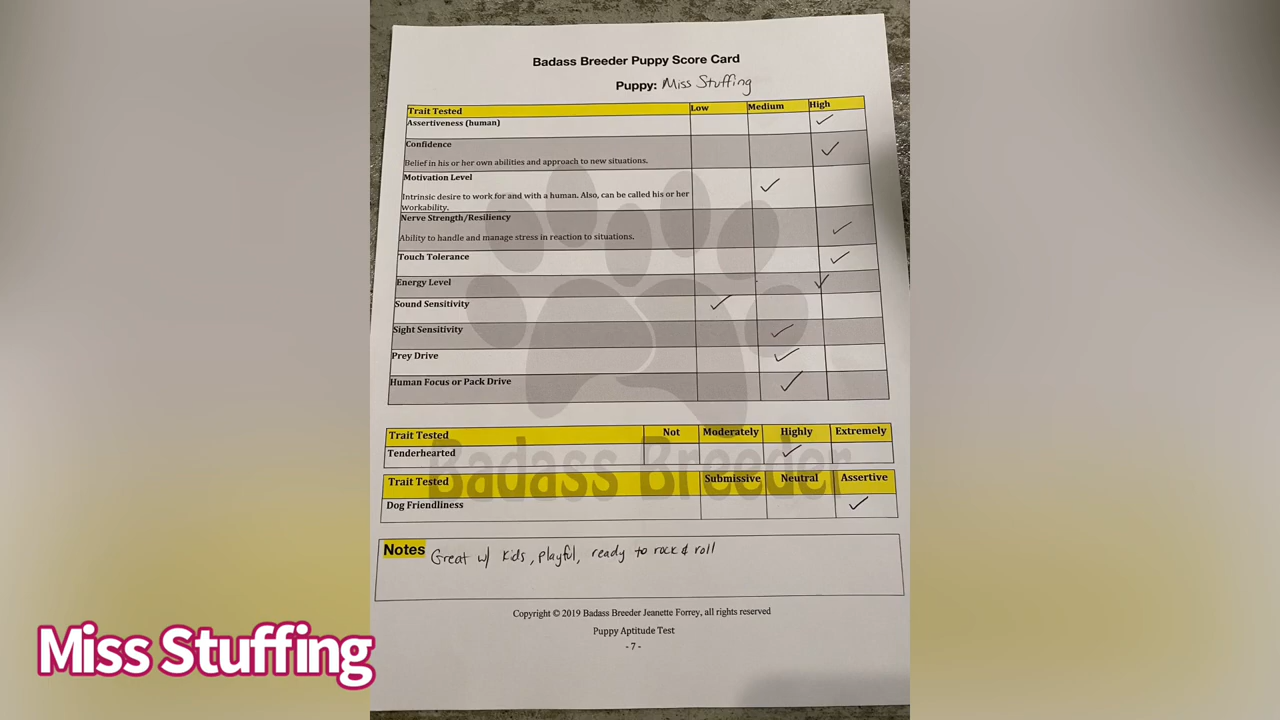 Badass Breeder Puppy Score Card
Puppy: Miss Stuffing
Trait Tested Low Medium High
Assertiveness (human) ✓
Confidence
Belief in his or her own abilities and approach to new situations. ✓
Motivation Level
Intrinsic desire to work for and with a human. Also, can be called his or her
workability. ✓
Nerve Strength/Resiliency
Ability to handle and manage stress in reaction to situations. ✓
Touch Tolerance ✓
Energy Level ✓
Sound Sensitivity ✓
Sight Sensitivity ✓
Prey Drive ✓
Human Focus or Pack Drive ✓
Trait Tested Not Moderately Highly Extremely
Tenderhearted ✓
Badass Breeder
Trait Tested Submissive Neutral Assertive
Dog Friendliness ✓
Notes Great w/ kids, playful, ready to rock & roll
Copyright © 2019 Badass Breeder Jeanette Forrey, all rights reserved
Puppy Aptitude Test
- 7 -
Miss Stuffing